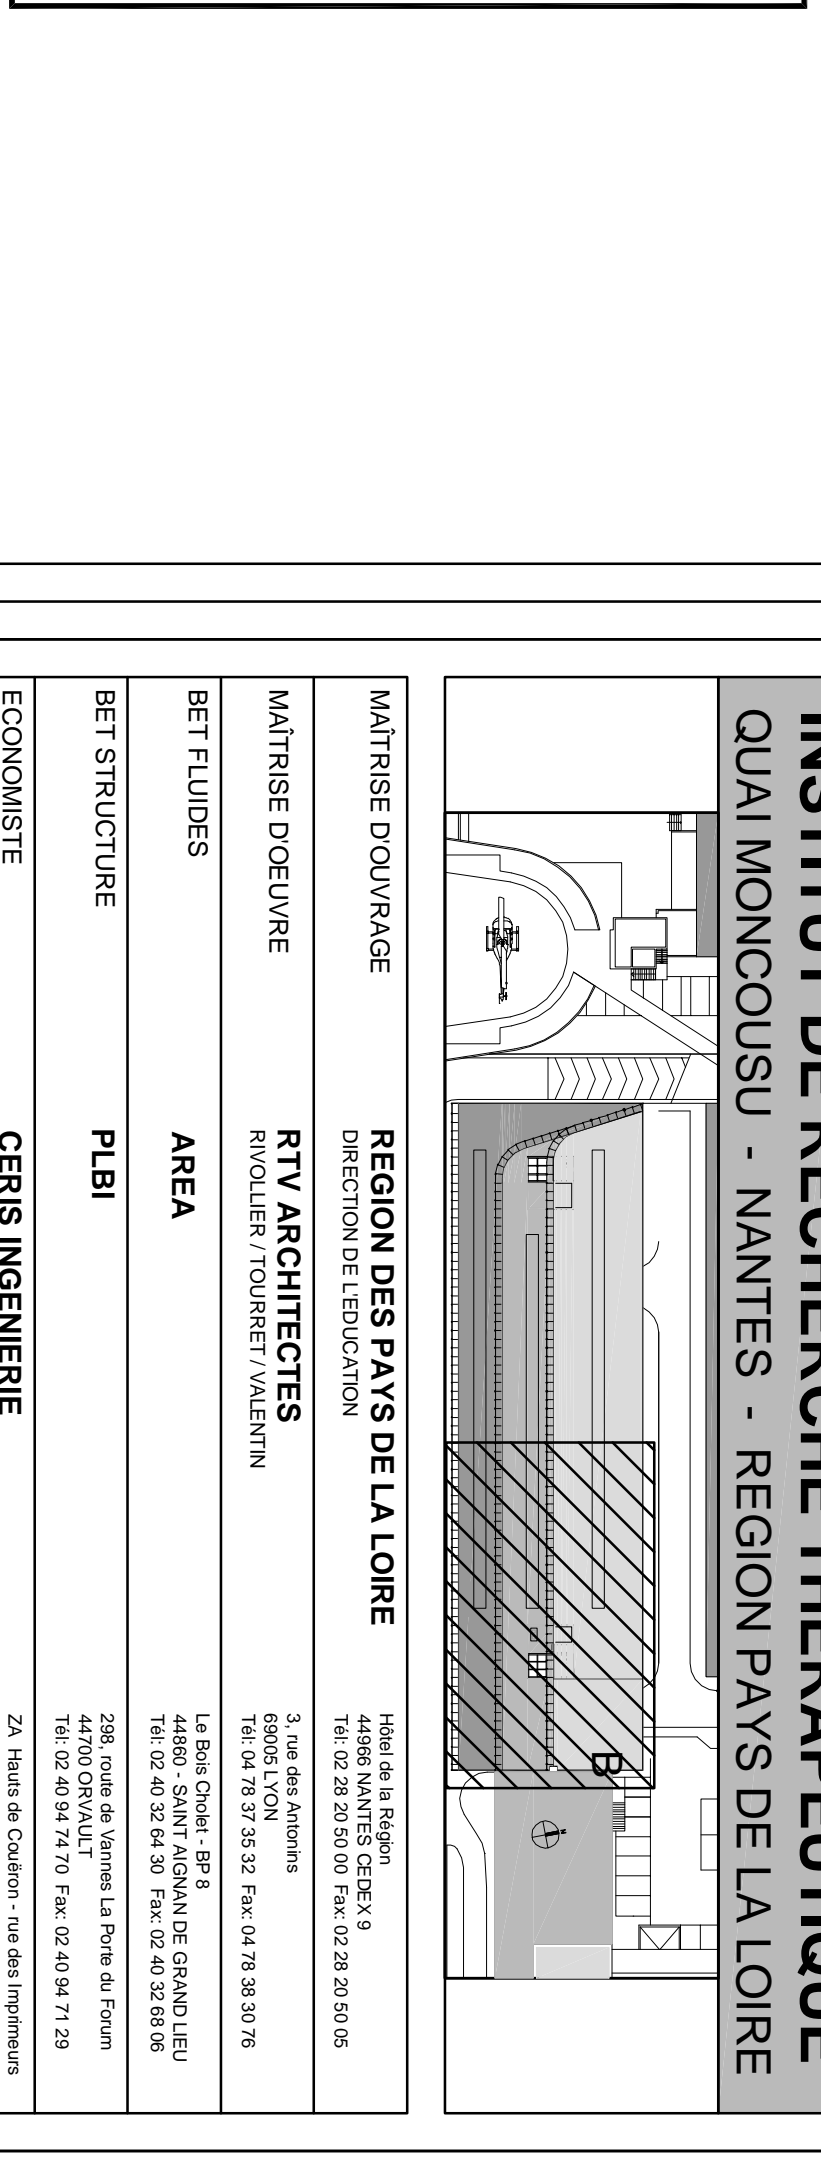 INSTITUT DE RECHERCHE THERAPEUTIQUE
QUAI MONCOUSU - NANTES - REGION PAYS DE LA LOIRE
B
N
MAÎTRISE D'OUVRAGE
REGION DES PAYS DE LA LOIRE
DIRECTION DE L'EDUCATION
Hôtel de la Région
44966 NANTES CEDEX 9
Tél: 02 28 20 50 00 Fax: 02 28 20 50 05
MAÎTRISE D'OEUVRE
RTV ARCHITECTES
RIVOLLIER / TOURRET / VALENTIN
3, rue des Antonins
69005 LYON
Tél: 04 78 37 35 32 Fax: 04 78 38 30 76
BET FLUIDES
AREA
Le Bois Cholet - BP 8
44860 - SAINT AIGNAN DE GRAND LIEU
Tél: 02 40 32 64 30 Fax: 02 40 32 68 06
BET STRUCTURE
PLBI
298, route de Vannes La Porte du Forum
44700 ORVAULT
Tél: 02 40 94 74 70 Fax: 02 40 94 71 29
ECONOMISTE
CERIS INGENIERIE
ZA Hauts de Couëron - rue des Imprimeurs